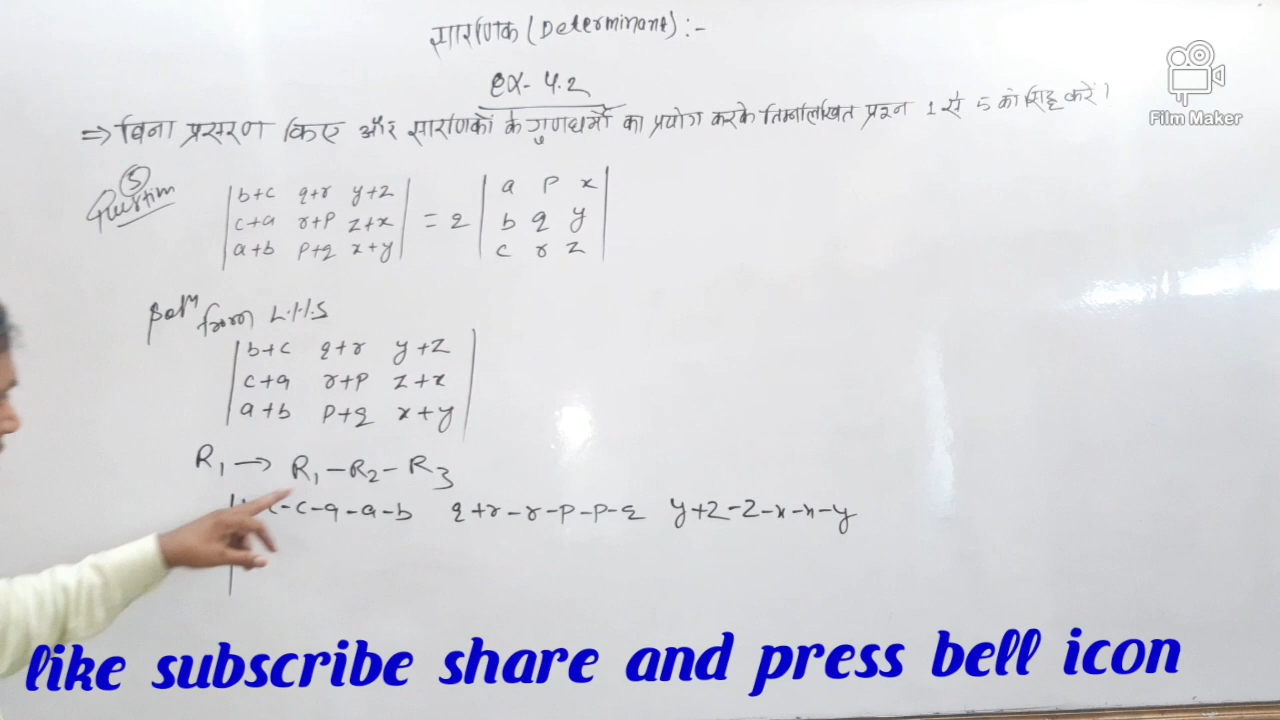 सारणिक (Determinant) :-
Film Maker
ex- 4.2
⇒ बिना प्रसरण किए और सारणिकों के गुणधर्मों का प्रयोग करके निम्नलिखित प्रश्न 1 से 5 को सिद्ध करें।
Question 5
| b+c q+r y+z | | a p x |
| c+a r+p z+x | = 2 | b q y |
| a+b p+q x+y | | c r z |
Solⁿ from L.H.S
| b+c q+r y+z |
| c+a r+p z+x |
| a+b p+q x+y |
R₁ → R₁-R₂-R₃
-c-a-a-b q+r-r-p-p-q y+z-z-x-x-y
like subscribe share and press bell icon